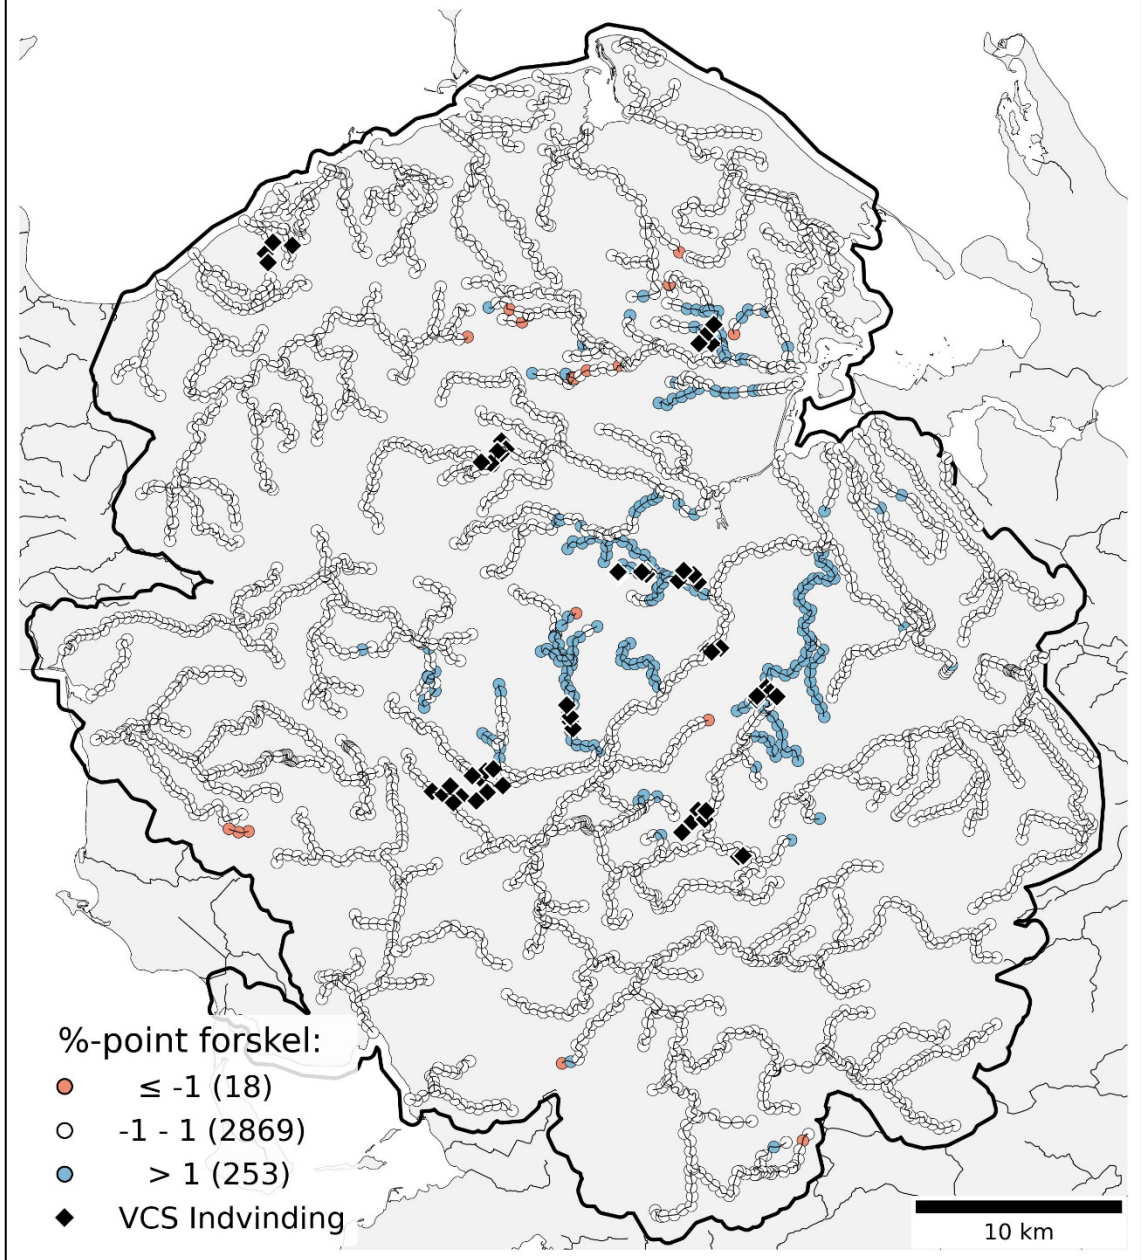 %-point forskel:
≤ -1 (18)
-1 - 1 (2869)
> 1 (253)
VCS Indvinding
10 km